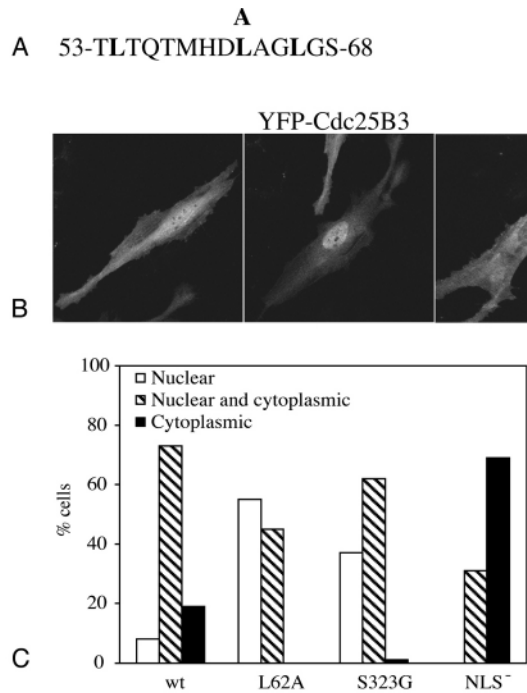 A
A 53-TLTQTMHDLAGLGS-68
YFP-Cdc25B3
B
100
80
60
40
20
0
% cells
Nuclear
Nuclear and cytoplasmic
Cytoplasmic
C
wt L62A S323G NLS⁻